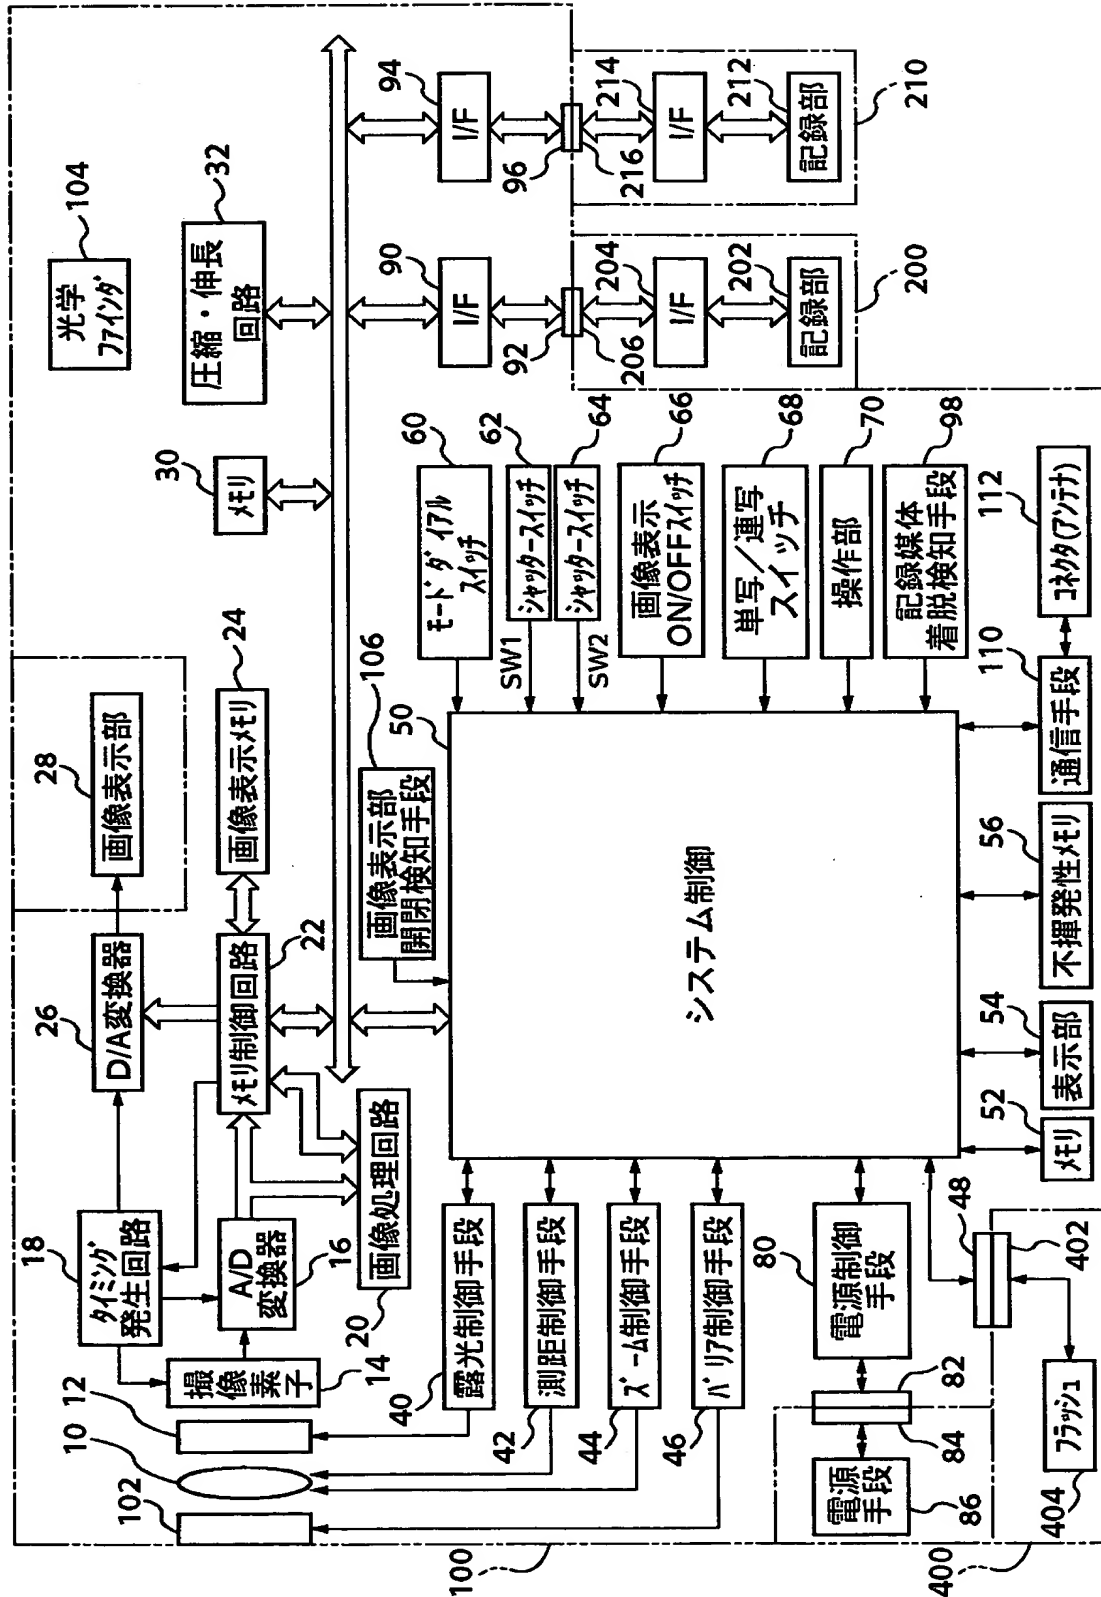 102
10
12
14
撮像
素子
18
タイミング
発生回路
16
A/D
変換器
20
画像処理回路
26
D/A変換器
22
メモリ制御回路
28
画像表示部
24
画像表示メモリ
30
メモリ
32
圧縮・伸長
回路
104
光学
ファインダ
40
露光制御手段
42
測距制御手段
44
ズーム制御手段
46
バリア制御手段
106
画像表示部
開閉検知手段
50
システム制御
60
モードダイアル
スイッチ
SW1
62
シャッタースイッチ
SW2
64
シャッタースイッチ
66
画像表示
ON/OFFスイッチ
68
単写/連写
スイッチ
70
操作部
98
記録媒体
着脱検知手段
90
I/F
92
206
204
I/F
202
記録部
200
94
I/F
96
216
214
I/F
212
記録部
210
80
電源制御
手段
82
84
86
電源
手段
48
402
404
フラッシュ
400
100
52
メモリ
54
表示部
56
不揮発性メモリ
110
通信手段
112
コネクタ(アンテナ)